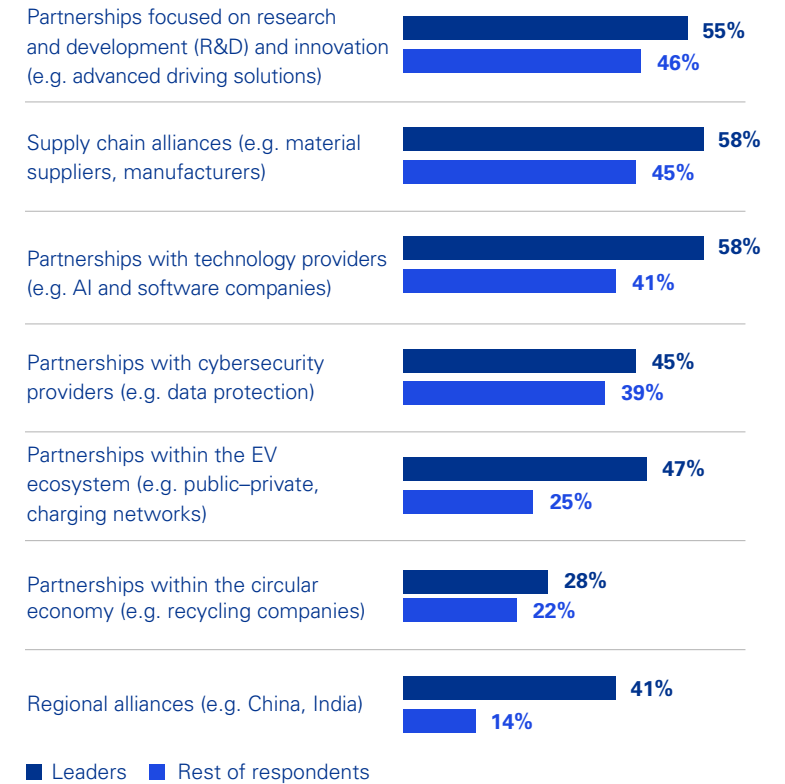 Partnerships focused on research
and development (R&D) and innovation
(e.g. advanced driving solutions)
55%
46%
Supply chain alliances (e.g. material
suppliers, manufacturers)
58%
45%
Partnerships with technology providers
(e.g. AI and software companies)
58%
41%
Partnerships with cybersecurity
providers (e.g. data protection)
45%
39%
Partnerships within the EV
ecosystem (e.g. public–private,
charging networks)
47%
25%
Partnerships within the circular
economy (e.g. recycling companies)
28%
22%
Regional alliances (e.g. China, India)
41%
14%
Leaders Rest of respondents